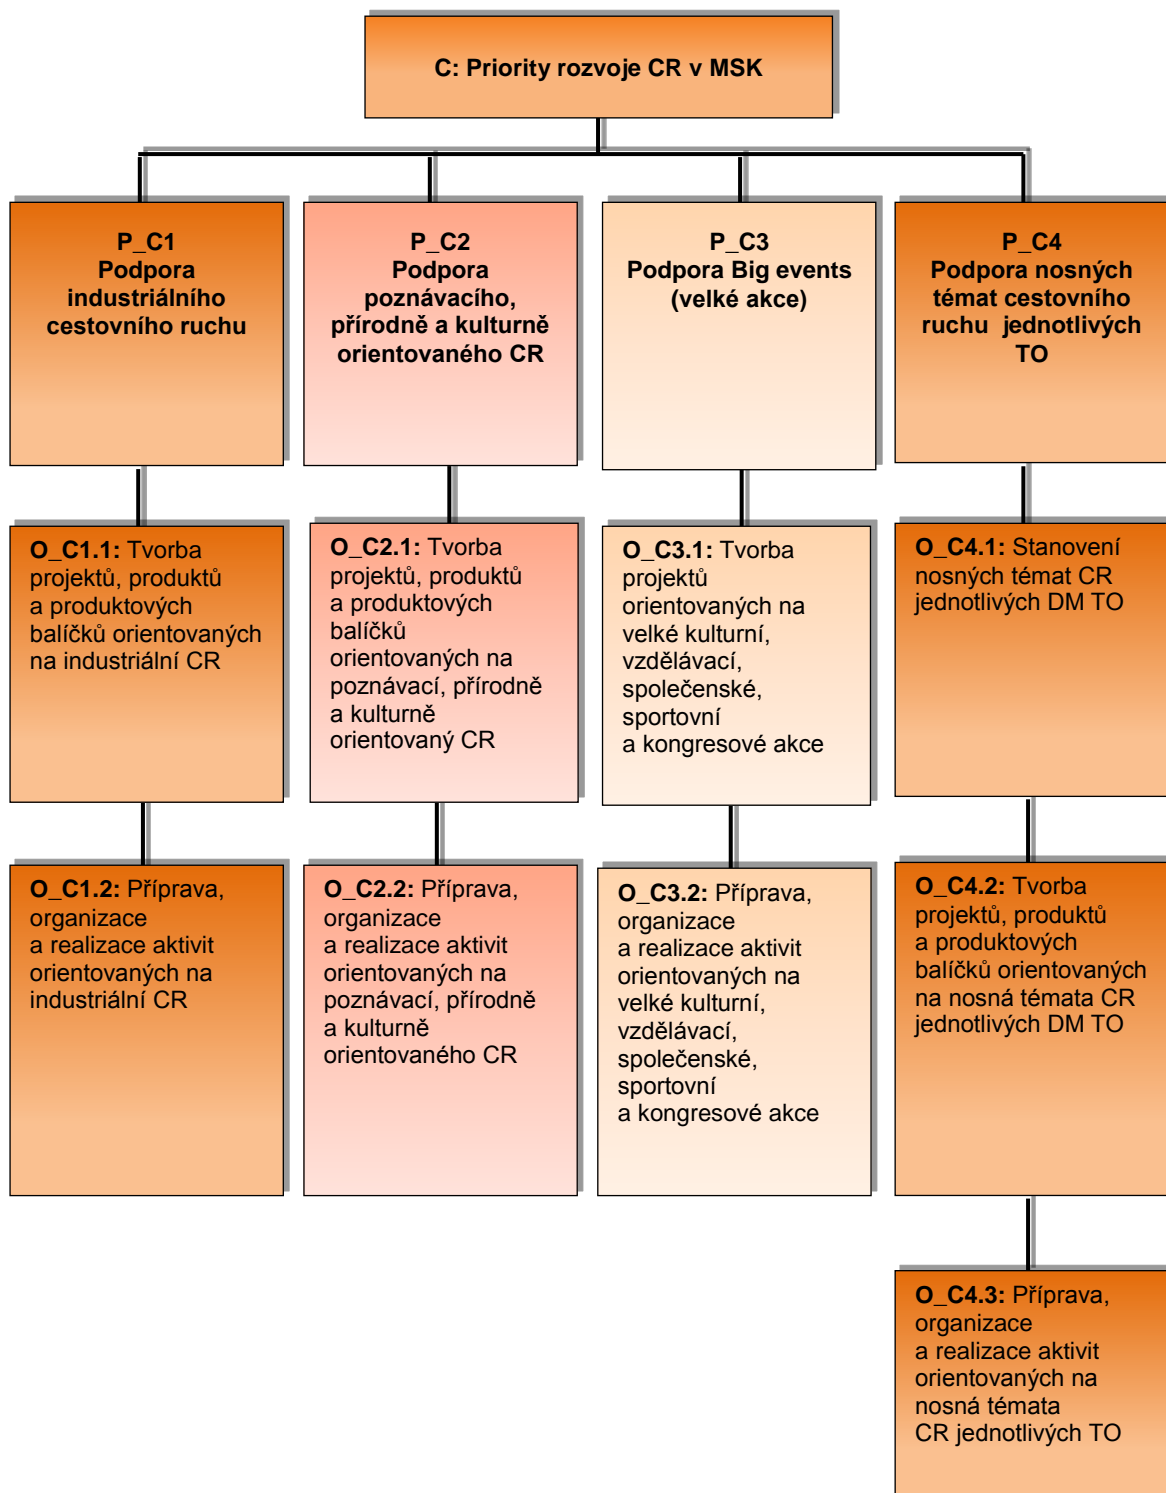 C: Priority rozvoje CR v MSK
P_C1
Podpora
industriálního
cestovního ruchu
P_C2
Podpora
poznávacího,
přírodně a kulturně
orientovaného CR
P_C3
Podpora Big events
(velké akce)
P_C4
Podpora nosných
témat cestovního
ruchu jednotlivých
TO
O_C1.1: Tvorba
projektů, produktů
a produktových
balíčků orientovaných
na industriální CR
O_C2.1: Tvorba
projektů, produktů
a produktových
balíčků
orientovaných na
poznávací, přírodně
a kulturně
orientovaný CR
O_C3.1: Tvorba
projektů
orientovaných na
velké kulturní,
vzdělávací,
společenské,
sportovní
a kongresové akce
O_C4.1: Stanovení
nosných témat CR
jednotlivých DM TO
O_C1.2: Příprava,
organizace
a realizace aktivit
orientovaných na
industriální CR
O_C2.2: Příprava,
organizace
a realizace aktivit
orientovaných na
poznávací, přírodně
a kulturně
orientovaného CR
O_C3.2: Příprava,
organizace
a realizace aktivit
orientovaných na
velké kulturní,
vzdělávací,
společenské,
sportovní
a kongresové akce
O_C4.2: Tvorba
projektů, produktů
a produktových
balíčků orientovaných
na nosná témata CR
jednotlivých DM TO
O_C4.3: Příprava,
organizace
a realizace aktivit
orientovaných na
nosná témata
CR jednotlivých TO